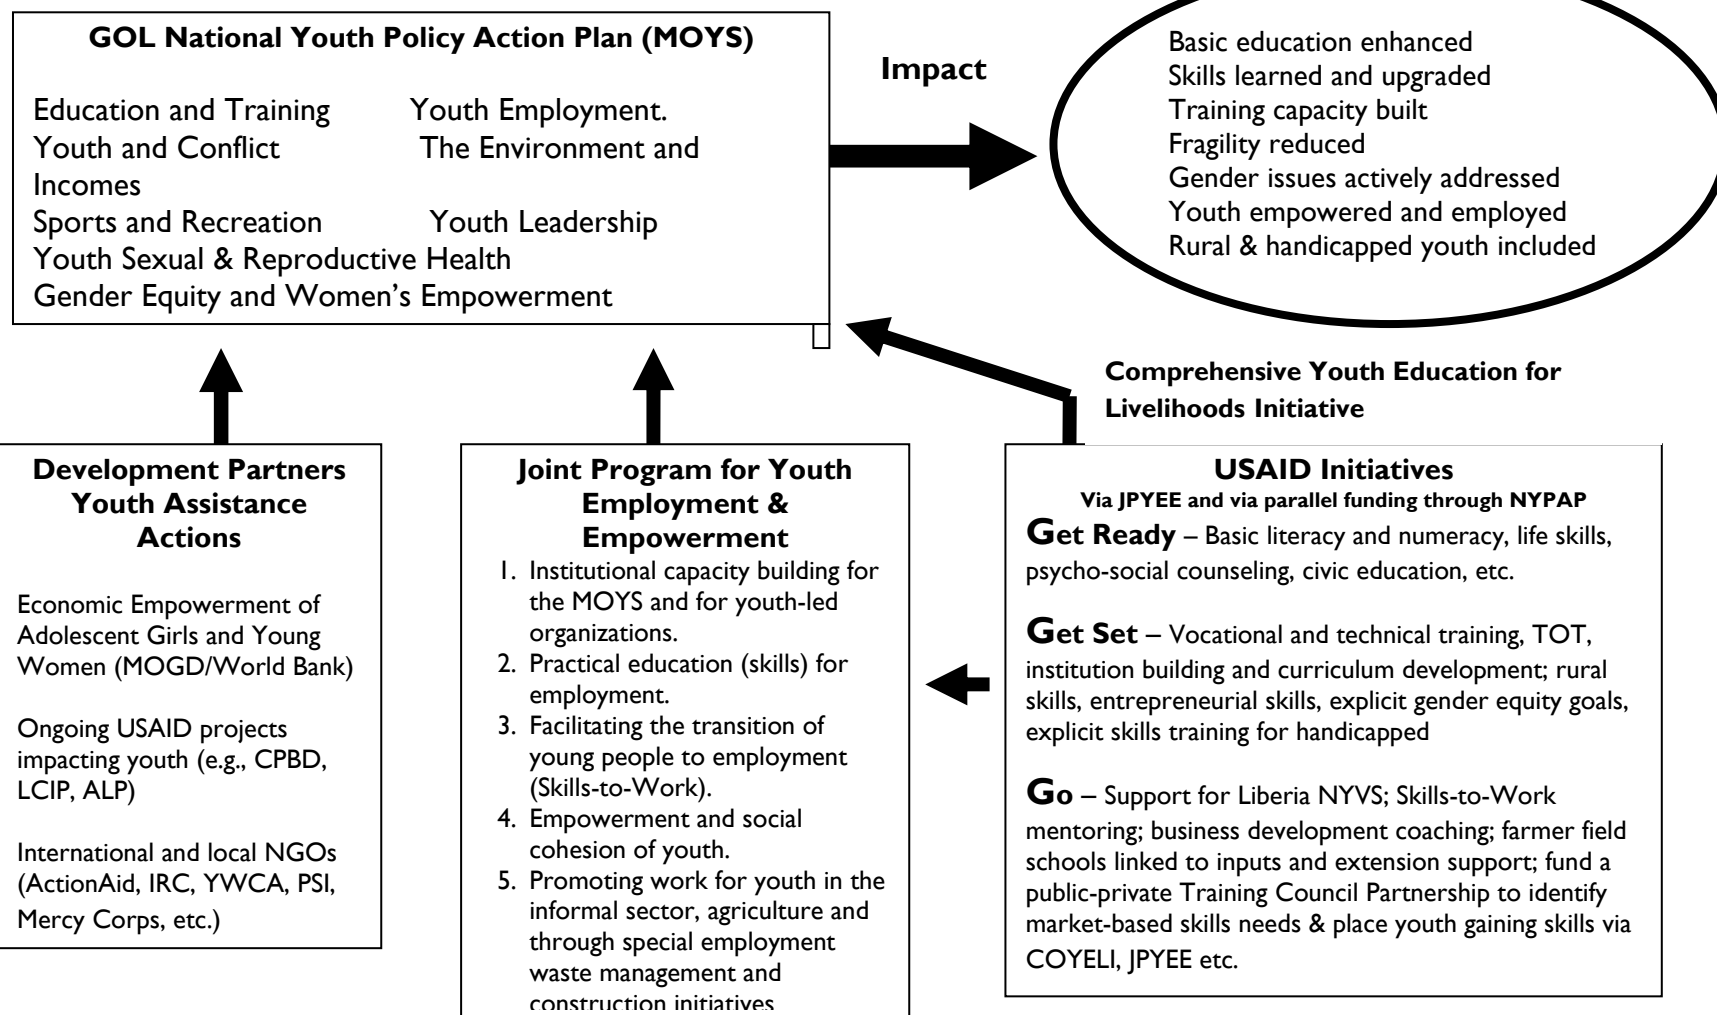 GOL National Youth Policy Action Plan (MOYS)
Education and Training Youth Employment.
Youth and Conflict The Environment and
Incomes
Sports and Recreation Youth Leadership
Youth Sexual & Reproductive Health
Gender Equity and Women’s Empowerment
Impact
Basic education enhanced
Skills learned and upgraded
Training capacity built
Fragility reduced
Gender issues actively addressed
Youth empowered and employed
Rural & handicapped youth included
Comprehensive Youth Education for
Livelihoods Initiative
Development Partners
Youth Assistance
Actions
Economic Empowerment of
Adolescent Girls and Young
Women (MOGD/World Bank)
Ongoing USAID projects
impacting youth (e.g., CPBD,
LCIP, ALP)
International and local NGOs
(ActionAid, IRC, YWCA, PSI,
Mercy Corps, etc.)
Joint Program for Youth
Employment &
Empowerment
1. Institutional capacity building for
the MOYS and for youth-led
organizations.
2. Practical education (skills) for
employment.
3. Facilitating the transition of
young people to employment
(Skills-to-Work).
4. Empowerment and social
cohesion of youth.
5. Promoting work for youth in the
informal sector, agriculture and
through special employment
waste management and
construction initiatives
USAID Initiatives
Via JPYEE and via parallel funding through NYPAP
Get Ready – Basic literacy and numeracy, life skills,
psycho-social counseling, civic education, etc.
Get Set – Vocational and technical training, TOT,
institution building and curriculum development; rural
skills, entrepreneurial skills, explicit gender equity goals,
explicit skills training for handicapped
Go – Support for Liberia NYVS; Skills-to-Work
mentoring; business development coaching; farmer field
schools linked to inputs and extension support; fund a
public-private Training Council Partnership to identify
market-based skills needs & place youth gaining skills via
COYELI, JPYEE etc.